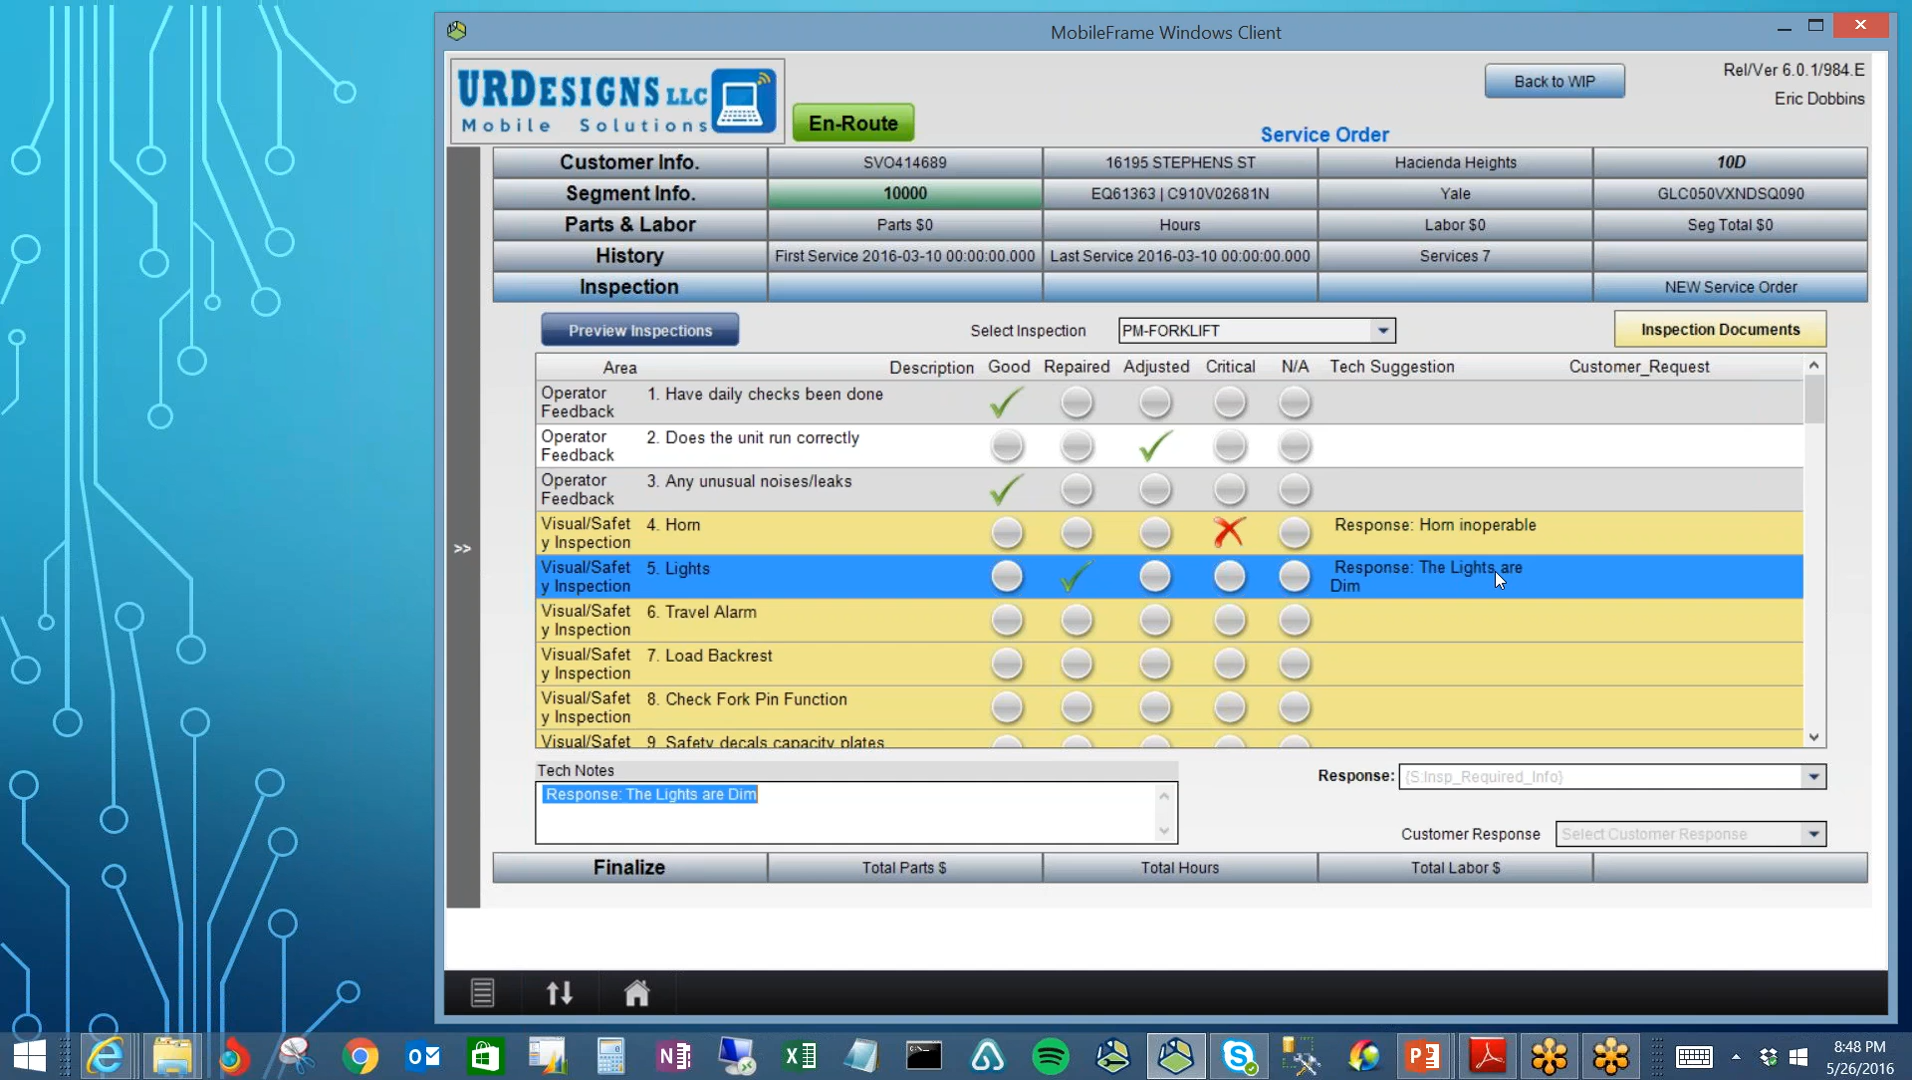 MobileFrame Windows Client
URDESIGNS LLC
Mobile Solutions
En-Route
Back to WIP
Rel/Ver 6.0.1/984.E
Eric Dobbins
Service Order
Customer Info. SVO414689 16195 STEPHENS ST Hacienda Heights 10D
Segment Info. 10000 EQ61363 | C910V02681N Yale GLC050VXNDSQ090
Parts & Labor Parts $0 Hours Labor $0 Seg Total $0
History First Service 2016-03-10 00:00:00.000 Last Service 2016-03-10 00:00:00.000 Services 7
Inspection NEW Service Order
Preview Inspections Select Inspection PM-FORKLIFT Inspection Documents
Area Description Good Repaired Adjusted Critical N/A Tech Suggestion Customer_Request
Operator 1. Have daily checks been done
Feedback
Operator 2. Does the unit run correctly
Feedback
Operator 3. Any unusual noises/leaks
Feedback
Visual/Safet 4. Horn Response: Horn inoperable
y Inspection
Visual/Safet 5. Lights Response: The Lights are
y Inspection Dim
Visual/Safet 6. Travel Alarm
y Inspection
Visual/Safet 7. Load Backrest
y Inspection
Visual/Safet 8. Check Fork Pin Function
y Inspection
Visual/Safet 9. Safety decals capacity plates
Tech Notes
Response: The Lights are Dim
Response: {S:Insp_Required_Info}
Customer Response Select Customer Response
Finalize Total Parts $ Total Hours Total Labor $
>>
8:48 PM
5/26/2016